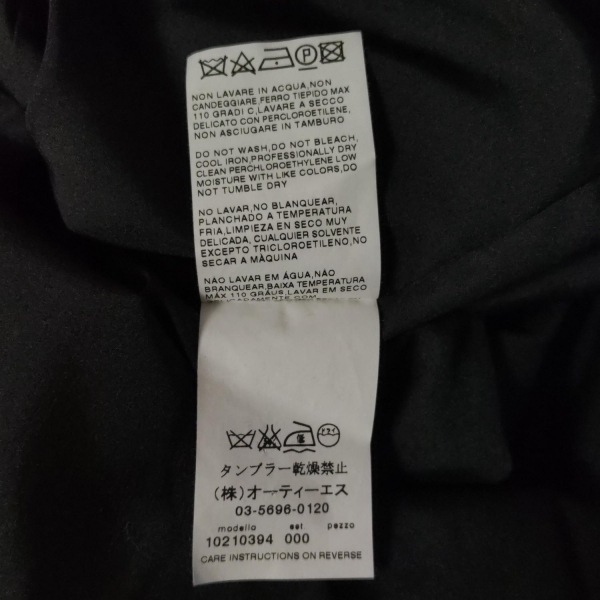 NON LAVARE IN ACQUA,NON
CANDEGGIARE,FERRO TIEPIDO MAX
110 GRADI C,LAVARE A SECCO
DELICATO CON PERCLOROETILENE,
NON ASCIUGARE IN TAMBURO
DO NOT WASH,DO NOT BLEACH,
COOL IRON,PROFESSIONALLY DRY
CLEAN PERCHLOROETHYLENE LOW
MOISTURE WITH LIKE COLORS,DO
NOT TUMBLE DRY
NO LAVAR,NO BLANQUEAR,
PLANCHADO A TEMPERATURA
FRIA,LIMPIEZA EN SECO MUY
DELICADA, CUALQUIER SOLVENTE
EXCEPTO TRICLOROETILENO,NO
SECAR A MÀQUINA
NÃO LAVAR EM ÁGUA,NÃO
BRANQUEAR,BAIXA TEMPERATURA
MÁX 110 GRÁUS,LAVAR EM SECO
タンブラー乾燥禁止
(株)オーティーエス
03-5696-0120
modello est. pezzo
10210394 000
CARE INSTRUCTIONS ON REVERSE